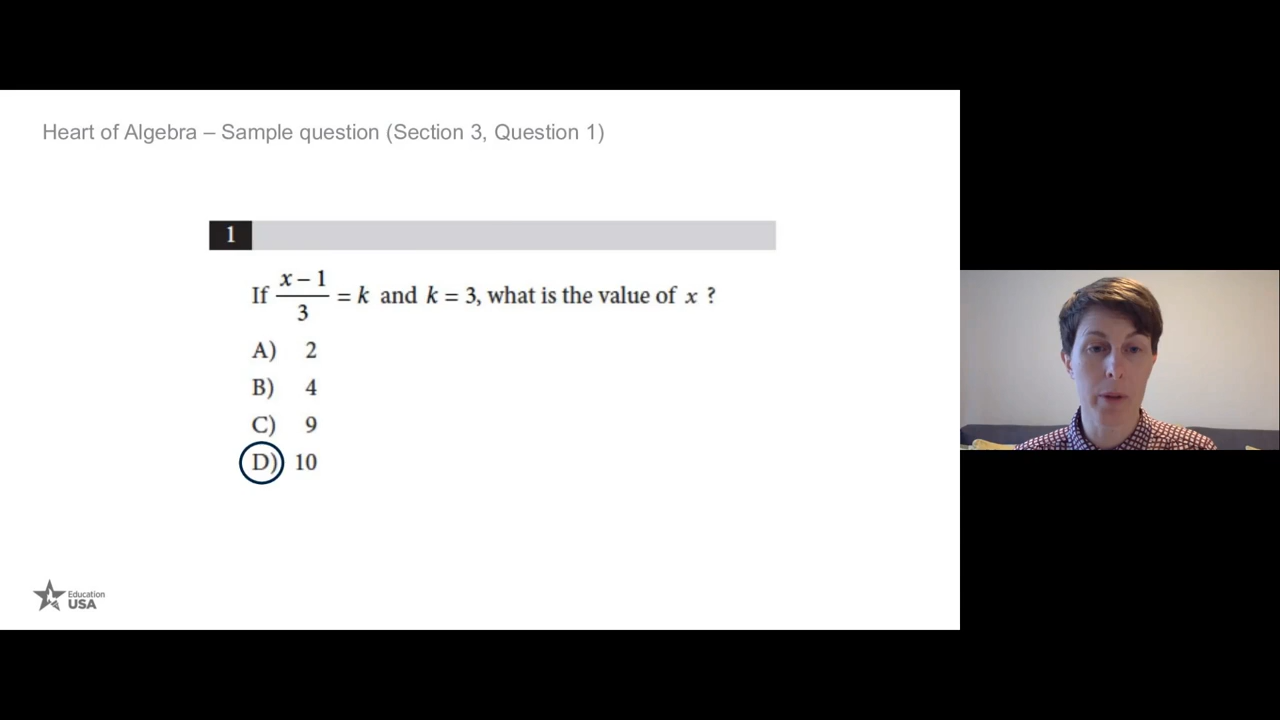 Heart of Algebra – Sample question (Section 3, Question 1)
1
If x – 1 / 3 = k and k = 3, what is the value of x ?
A) 2
B) 4
C) 9
D) 10
Education
USA